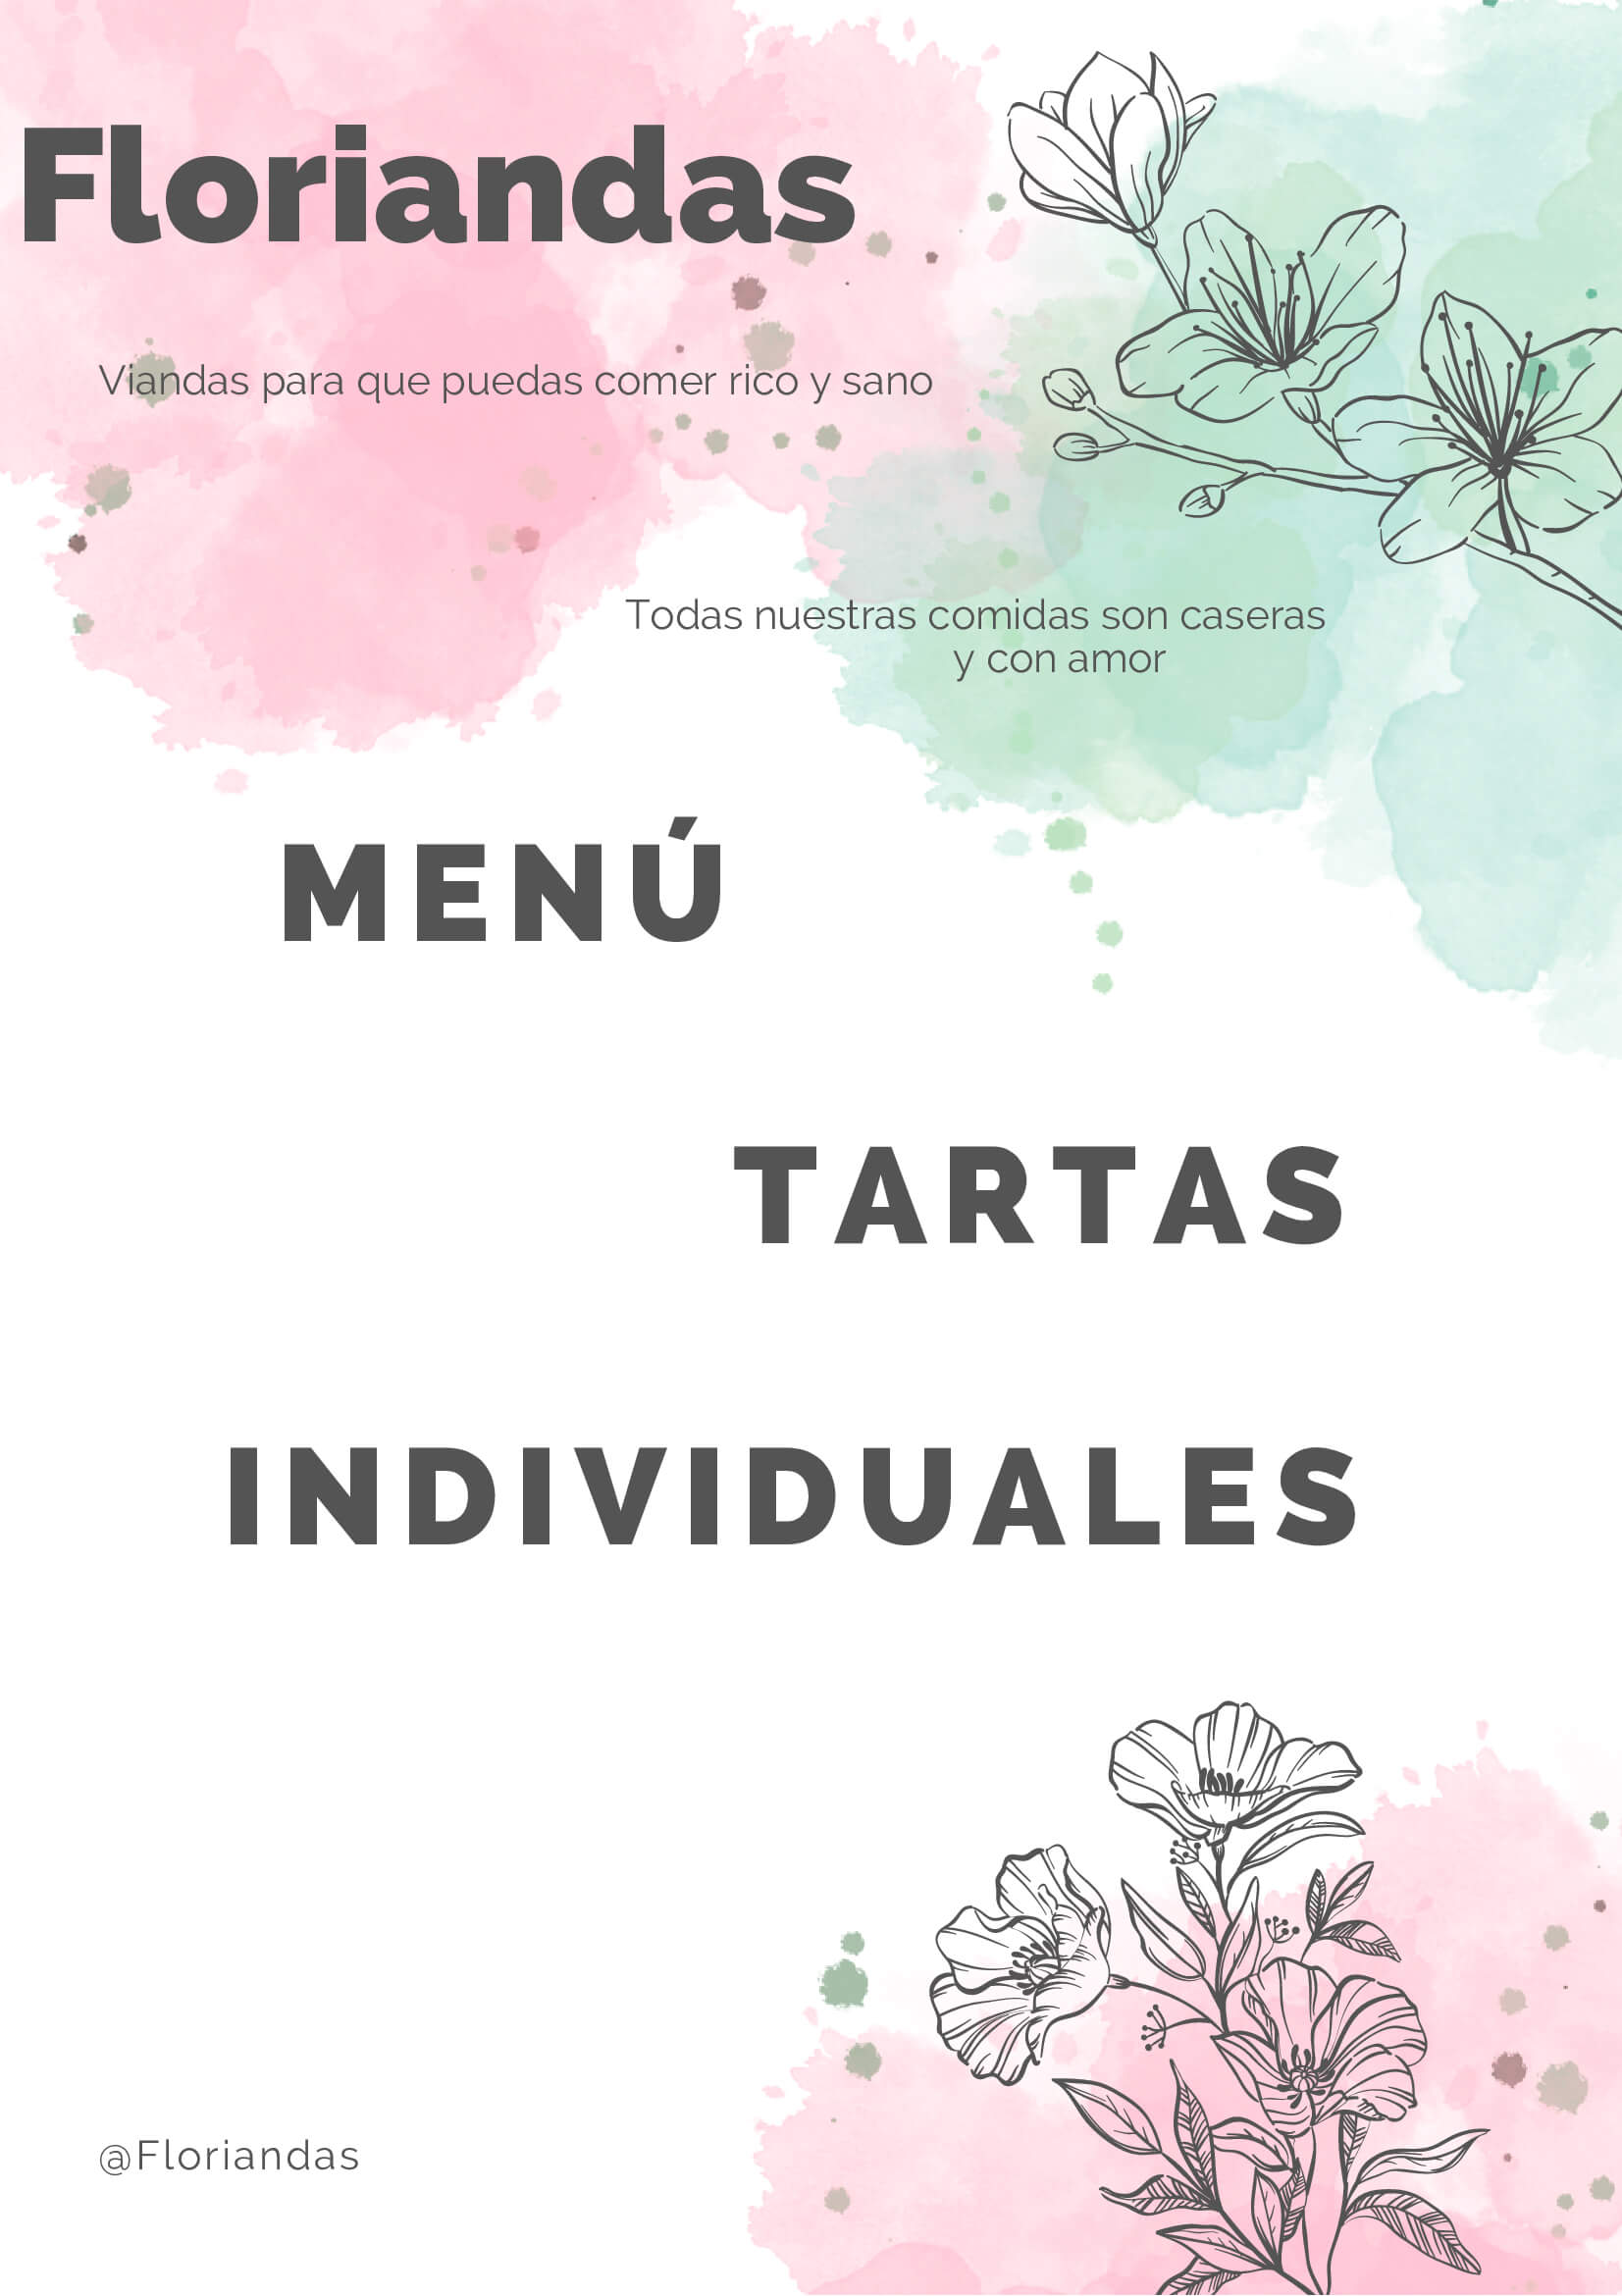 Floriandas
Viandas para que puedas comer rico y sano
Todas nuestras comidas son caseras
y con amor
MENÚ
TARTAS
INDIVIDUALES
@Floriandas